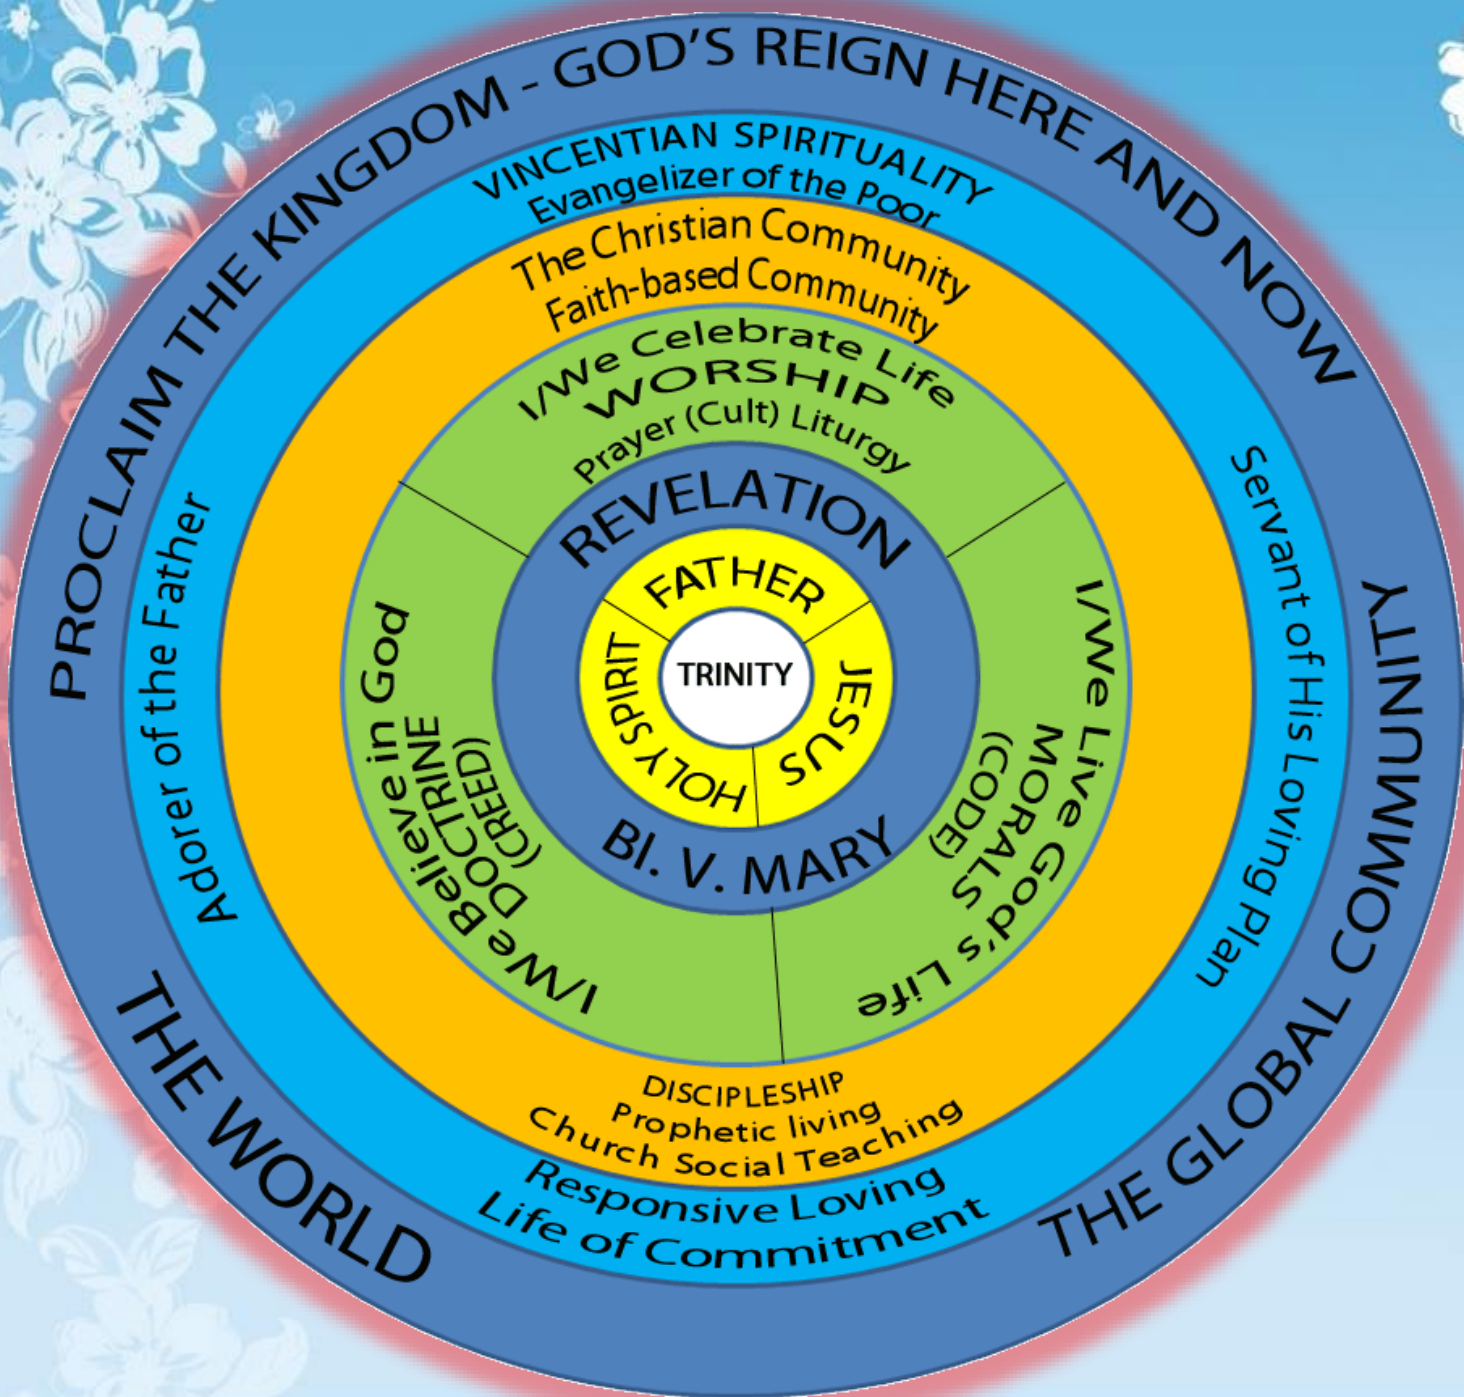 PROCLAIM THE KINGDOM - GOD'S REIGN HERE AND NOW
VINCENTIAN SPIRITUALITY
Evangelizer of the Poor
The Christian Community
Faith-based Community
I/We Celebrate Life
WORSHIP
Prayer (Cult) Liturgy
REVELATION
FATHER
TRINITY
HOLY SPIRIT
JESUS
Bl. V. MARY
I/We Believe in God
DOCTRINE
(CREED)
I/We Live God's Life
MORALS
(CODE)
Adorer of the Father
Servant of His Loving Plan
DISCIPLESHIP
Prophetic living
Church Social Teaching
Responsive Loving
Life of Commitment
THE WORLD
THE GLOBAL COMMUNITY